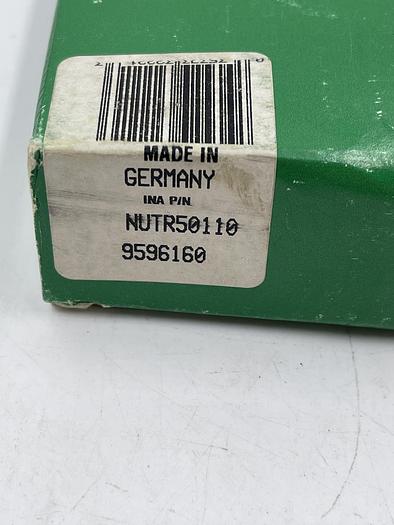 MADE IN
GERMANY
INA P/N
NUTR50110
9596160